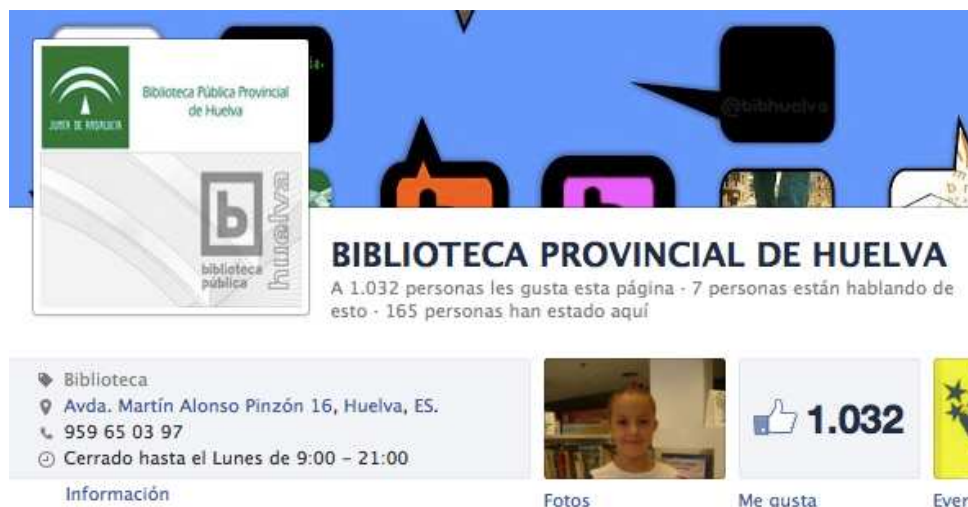 Biblioteca Pública Provincial
de Huelva
JUNTA DE ANDALUCIA
@bibhuelva
b
huelva
biblioteca
pública
BIBLIOTECA PROVINCIAL DE HUELVA
A 1.032 personas les gusta esta página · 7 personas están hablando de
esto · 165 personas han estado aquí
Biblioteca
Avda. Martín Alonso Pinzón 16, Huelva, ES.
959 65 03 97
Cerrado hasta el Lunes de 9:00 – 21:00
Información
1.032
Fotos
Me gusta